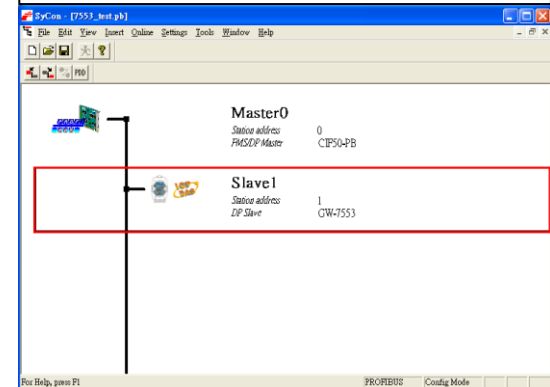 SyCon - [7553_test.pb]
File Edit View Insert Online Settings Tools Window Help
PDO
Master0
Station address 0
FMS/DP Master CIF50-PB
Slave1
Station address 1
DP Slave GW-7553
For Help, press F1 PROFIBUS Config Mode